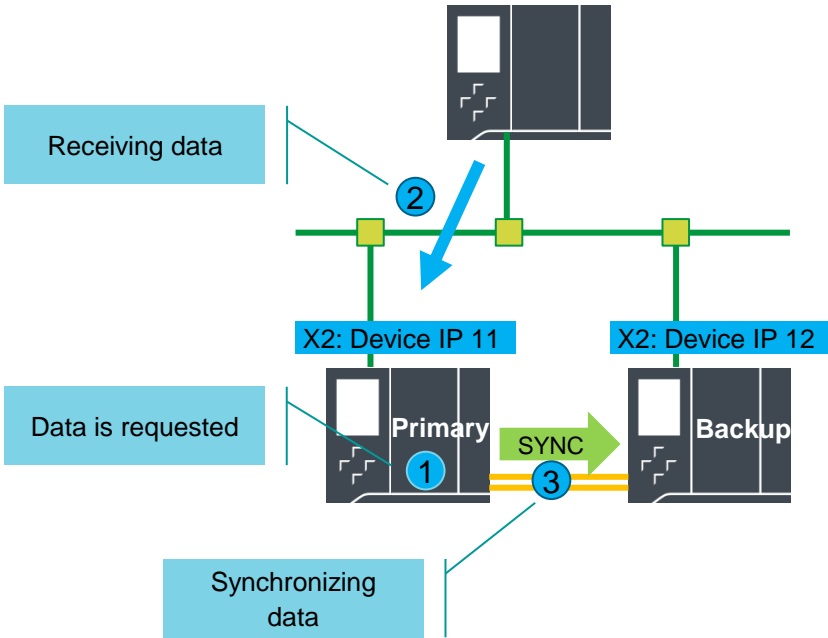 Receiving data
2
X2: Device IP 11
X2: Device IP 12
Data is requested
Primary
1
SYNC
3
Backup
Synchronizing
data